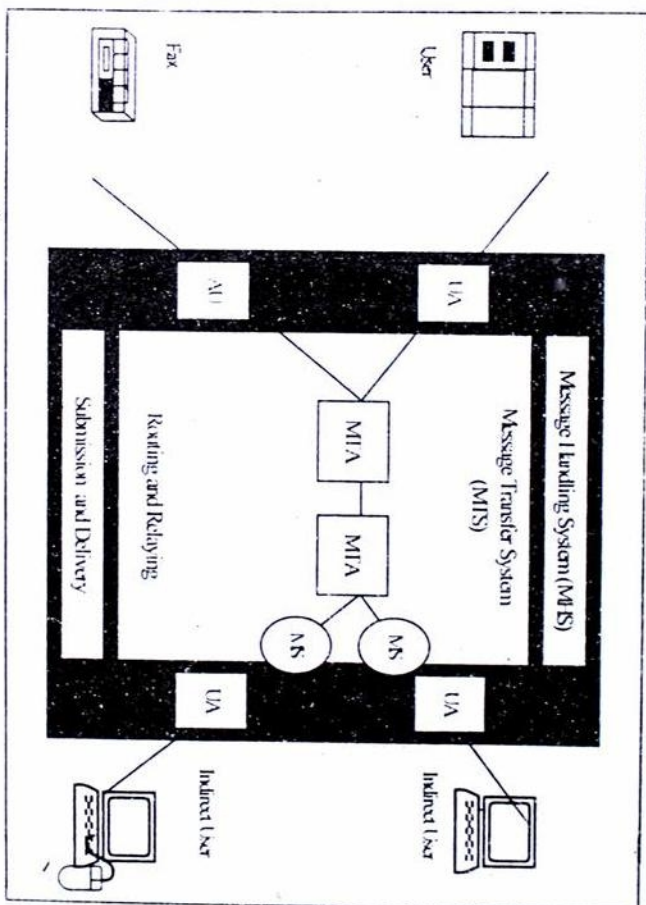 Message Handling System (MHS)
User
Indirect User
UA
Message Transfer System
(MTS)
UA
MS
MTA
MTA
MS
Fax
AU
Routing and Relaying
UA
Indirect User
Submission and Delivery